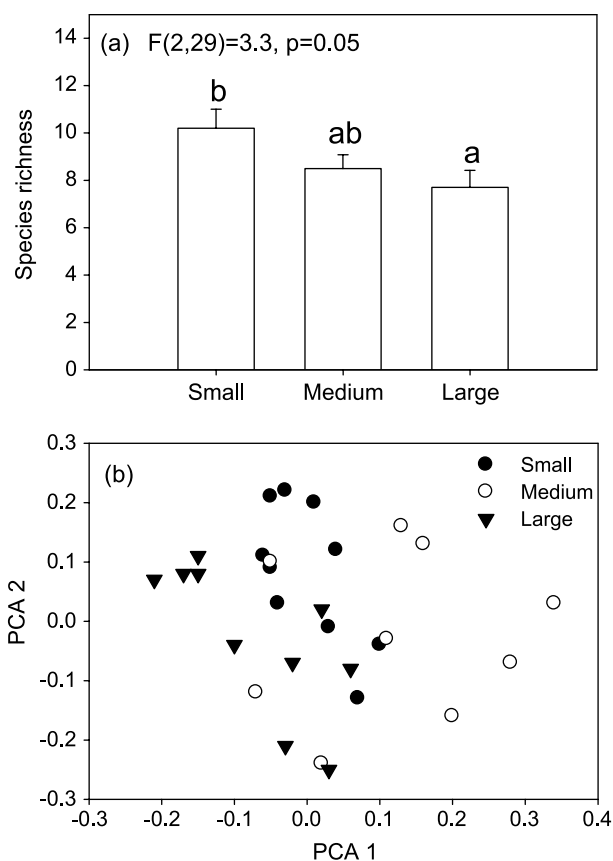 (a) F(2,29)=3.3, p=0.05
14
12
10
8
6
4
2
0
Species richness
b
ab
a
Small
Medium
Large
(b)
Small
Medium
Large
0.3
0.2
0.1
0.0
-0.1
-0.2
-0.3
PCA 2
-0.3
-0.2
-0.1
0.0
0.1
0.2
0.3
0.4
PCA 1